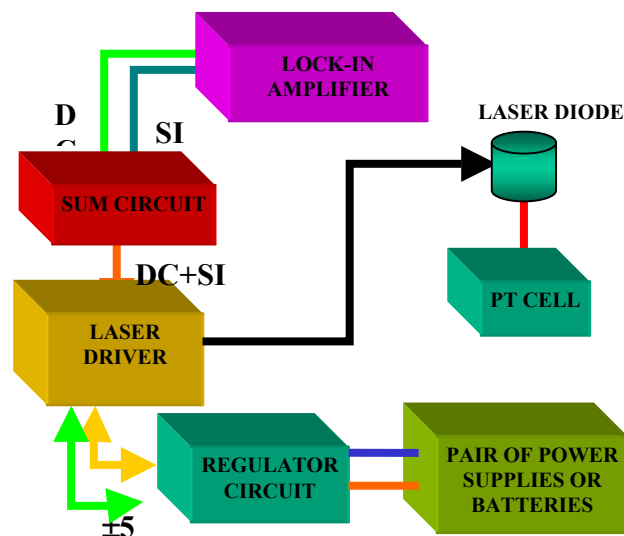 LOCK-IN
AMPLIFIER
LASER DIODE
D
SI
SUM CIRCUIT
DC+SI
PT CELL
LASER
DRIVER
REGULATOR
CIRCUIT
PAIR OF POWER
SUPPLIES OR
BATTERIES
±5